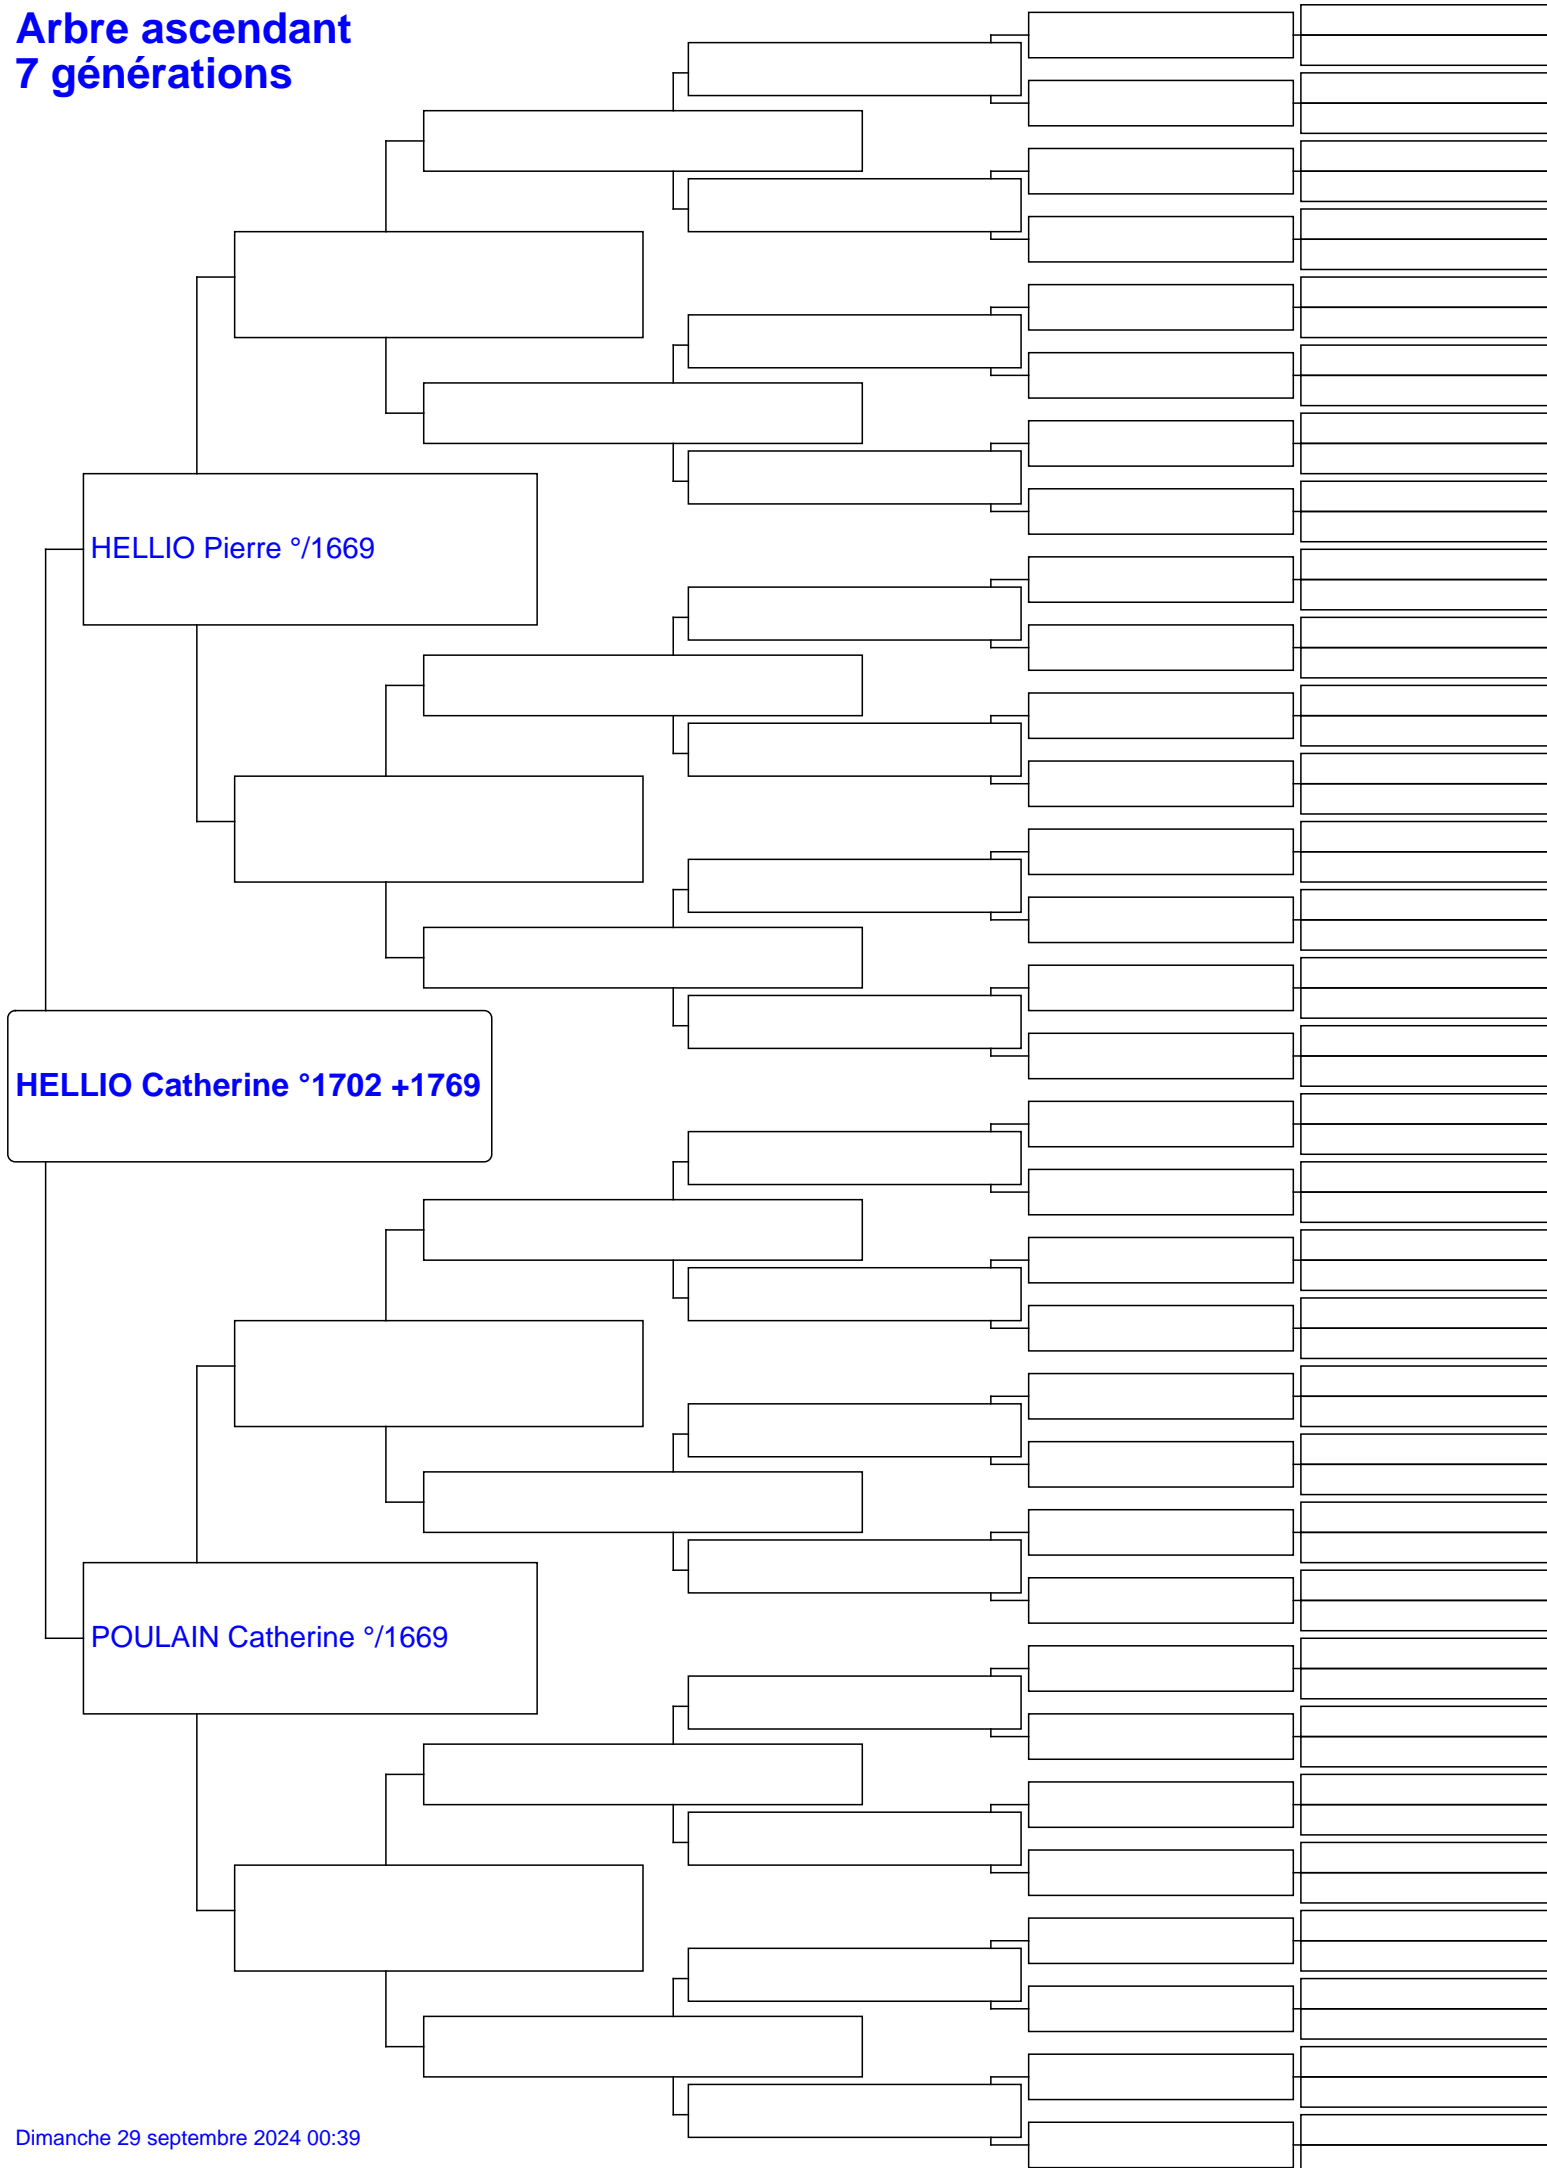 Arbre ascendant
7 générations
HELLIO Pierre °/1669
HELLIO Catherine °1702 +1769
POULAIN Catherine °/1669
Dimanche 29 septembre 2024 00:39